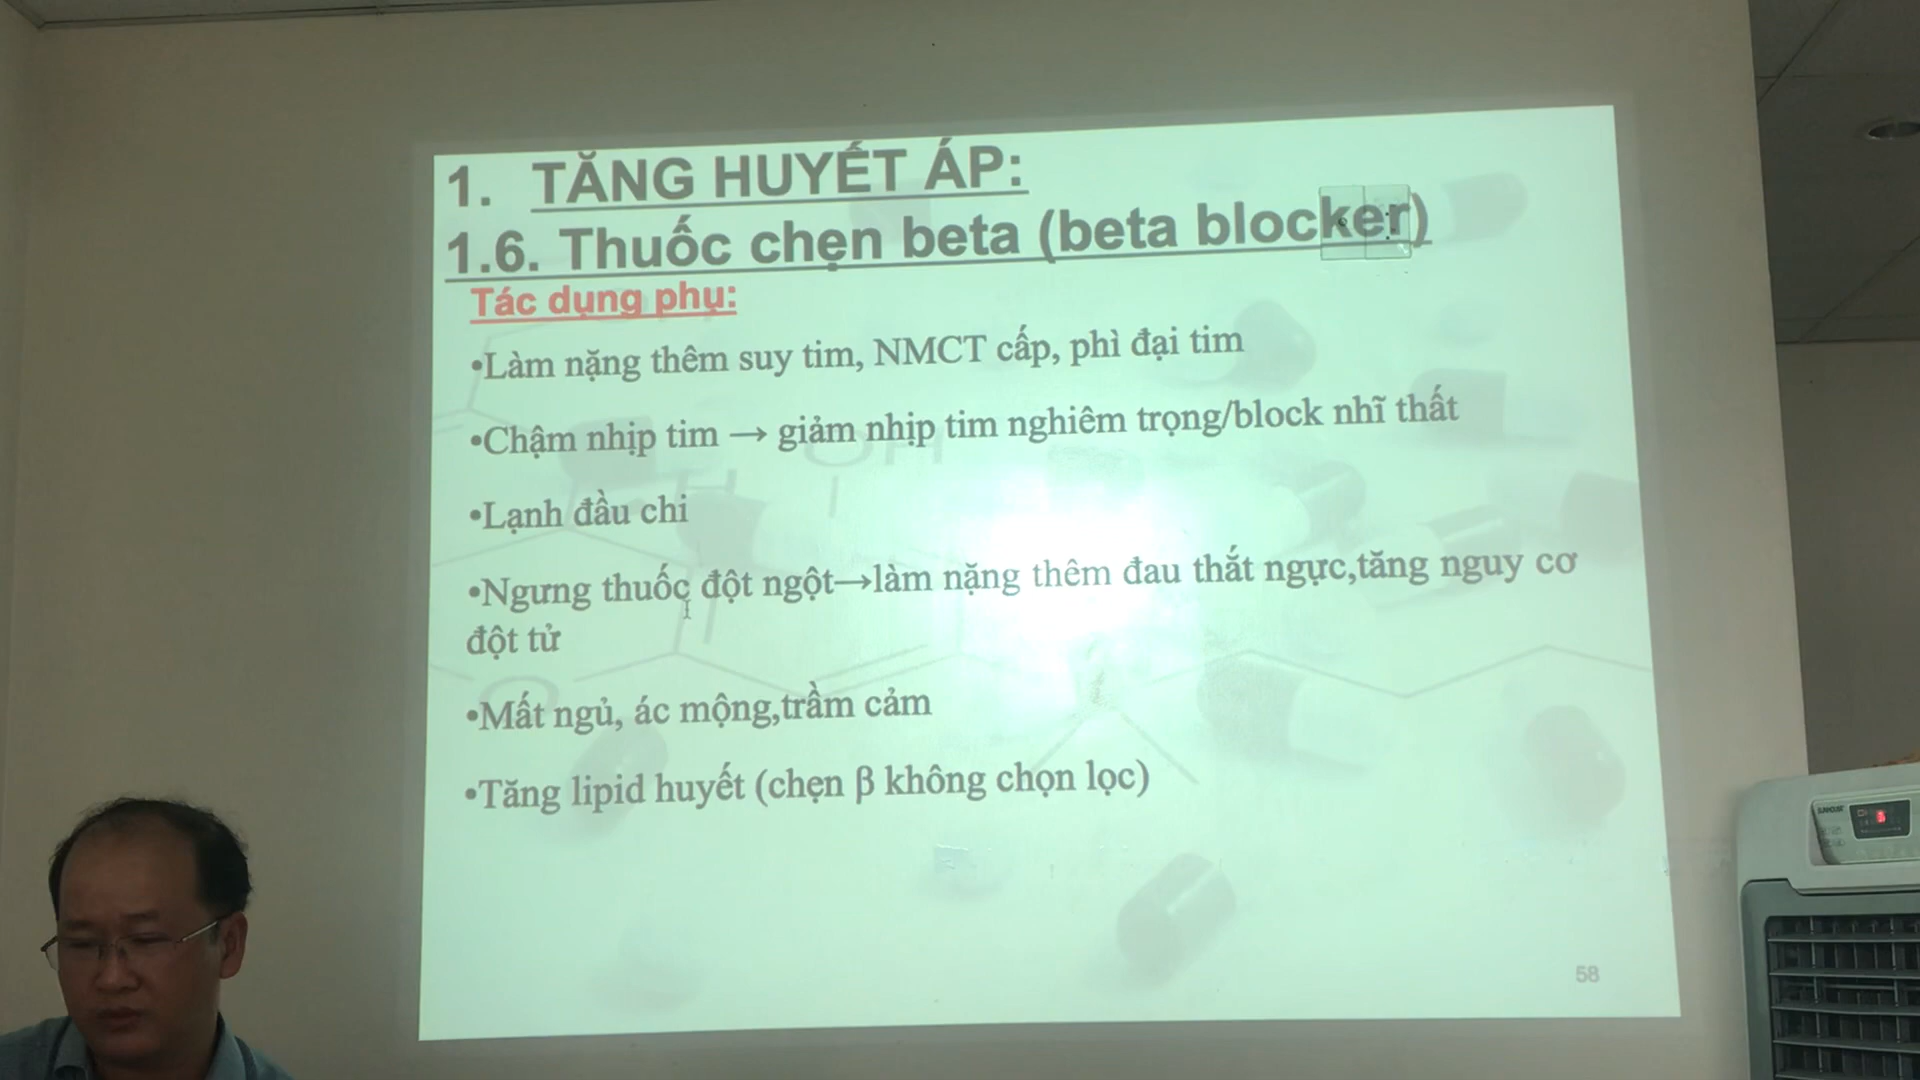 1. TĂNG HUYẾT ÁP:
1.6. Thuốc chẹn beta (beta blocker)
Tác dụng phụ:
•Làm nặng thêm suy tim, NMCT cấp, phì đại tim
•Chậm nhịp tim → giảm nhịp tim nghiêm trọng/block nhĩ thất
•Lạnh đầu chi
•Ngưng thuốc đột ngột→làm nặng thêm đau thắt ngực,tăng nguy cơ
đột tử
•Mất ngủ, ác mộng,trầm cảm
•Tăng lipid huyết (chẹn β không chọn lọc)
58
SUNHOUSE